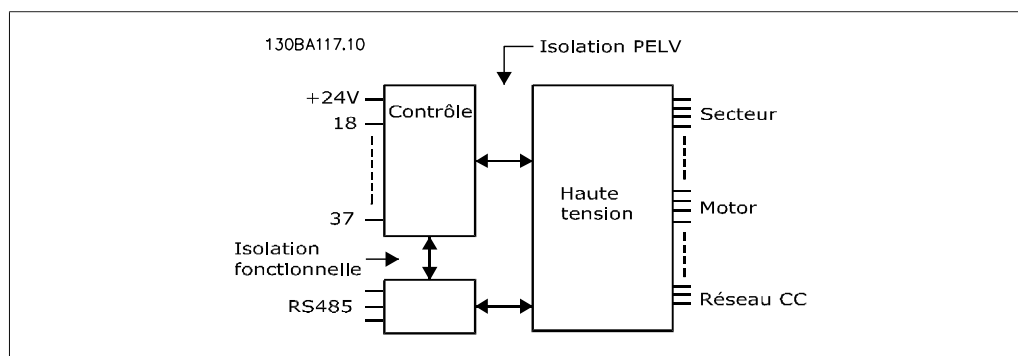 130BA117.10
Isolation PELV
+24V
Contrôle
18
Secteur
Haute
tension
Motor
37
Isolation
fonctionnelle
RS485
Réseau CC